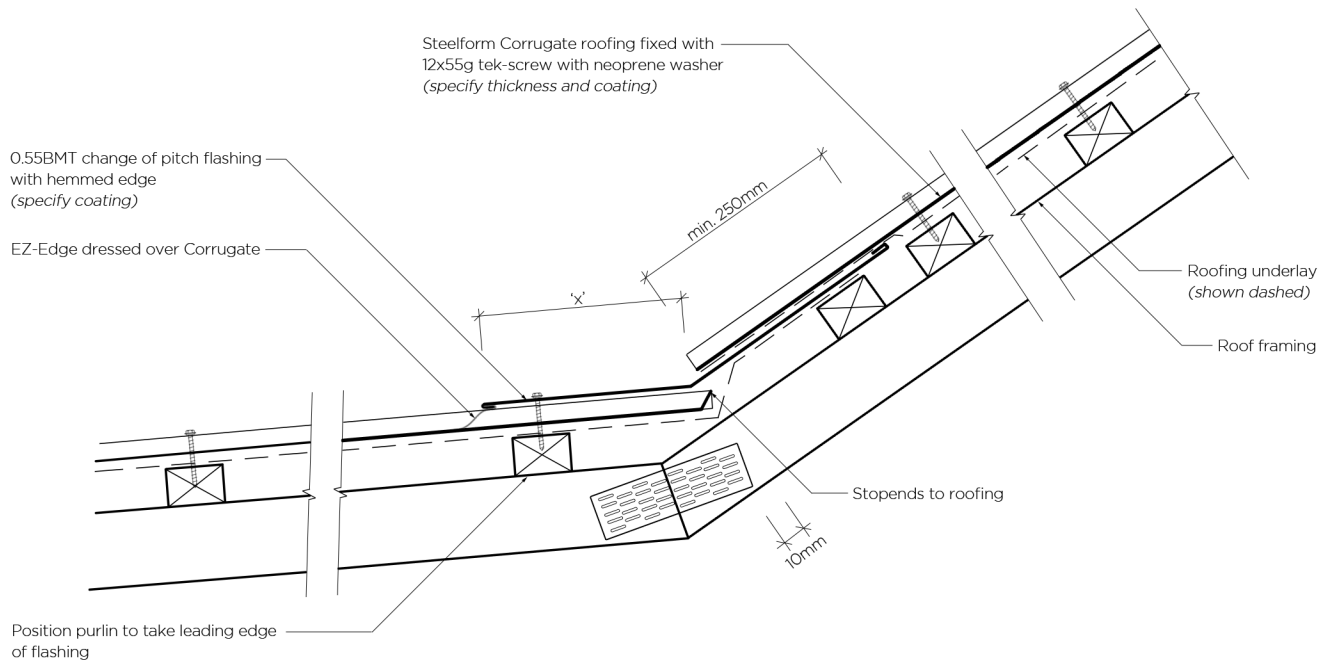 Steelform Corrugate roofing fixed with
12x55g tek-screw with neoprene washer
(specify thickness and coating)
0.55BMT change of pitch flashing
with hemmed edge
(specify coating)
EZ-Edge dressed over Corrugate
min. 250mm
'x'
Roofing underlay
(shown dashed)
Roof framing
Stopends to roofing
10mm
Position purlin to take leading edge
of flashing